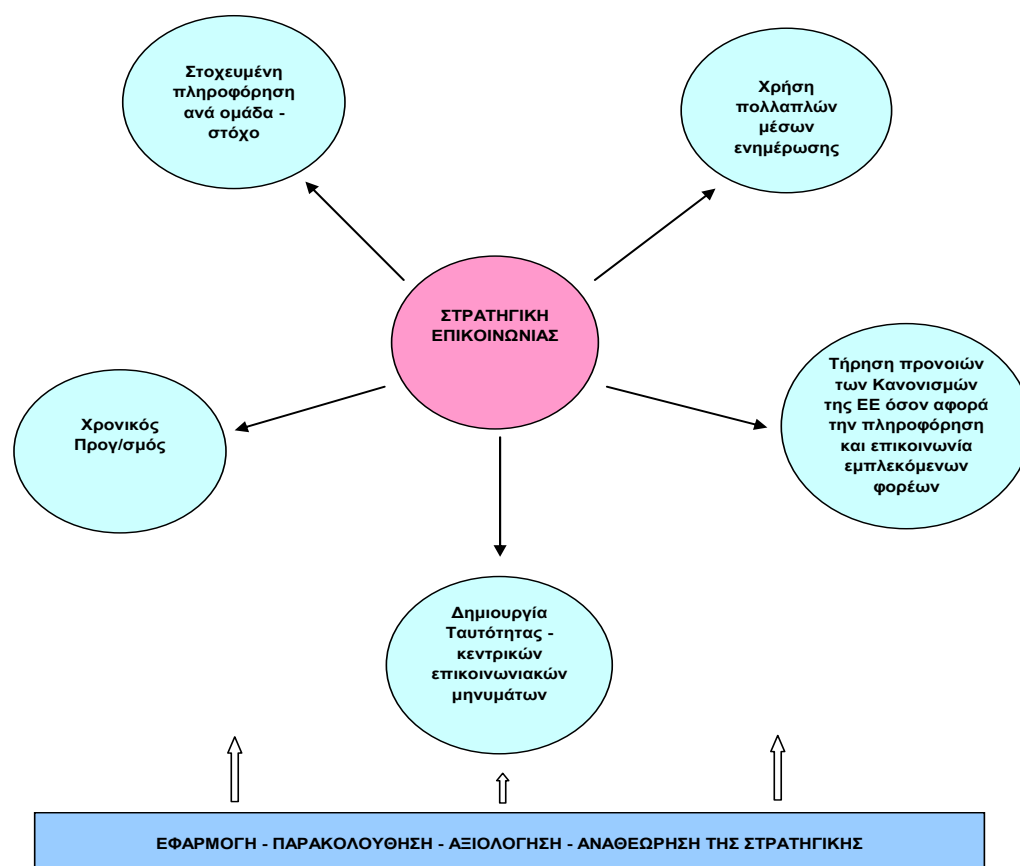 Στοχευμένη
πληροφόρηση
ανά ομάδα -
στόχο
Χρήση
πολλαπλών
μέσων
ενημέρωσης
ΣΤΡΑΤΗΓΙΚΗ
ΕΠΙΚΟΙΝΩΝΙΑΣ
Τήρηση προνοιών
των Κανονισμών
της ΕΕ όσον αφορά
την πληροφόρηση
και επικοινωνία
εμπλεκόμενων
φορέων
Χρονικός
Προγ/σμός
Δημιουργία
Ταυτότητας -
κεντρικών
επικοινωνιακών
μηνυμάτων
ΕΦΑΡΜΟΓΗ - ΠΑΡΑΚΟΛΟΥΘΗΣΗ - ΑΞΙΟΛΟΓΗΣΗ - ΑΝΑΘΕΩΡΗΣΗ ΤΗΣ ΣΤΡΑΤΗΓΙΚΗΣ